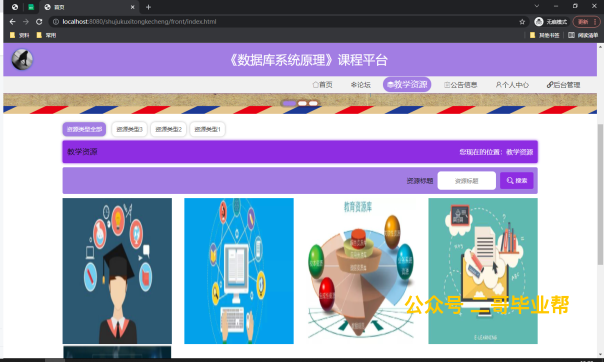 首页
localhost:8080/shujukuxitongkecheng/front/index.html
无痕模式
更新
资料
常用
其他书签
阅读清单
《数据库系统原理》课程平台
首页
论坛
教学资源
公告信息
个人中心
后台管理
资源类型全部
资源类型3
资源类型2
资源类型1
教学资源
您现在的位置：教学资源
资源标题
资源标题
搜索
教育资源库
公众号 二哥毕业帮